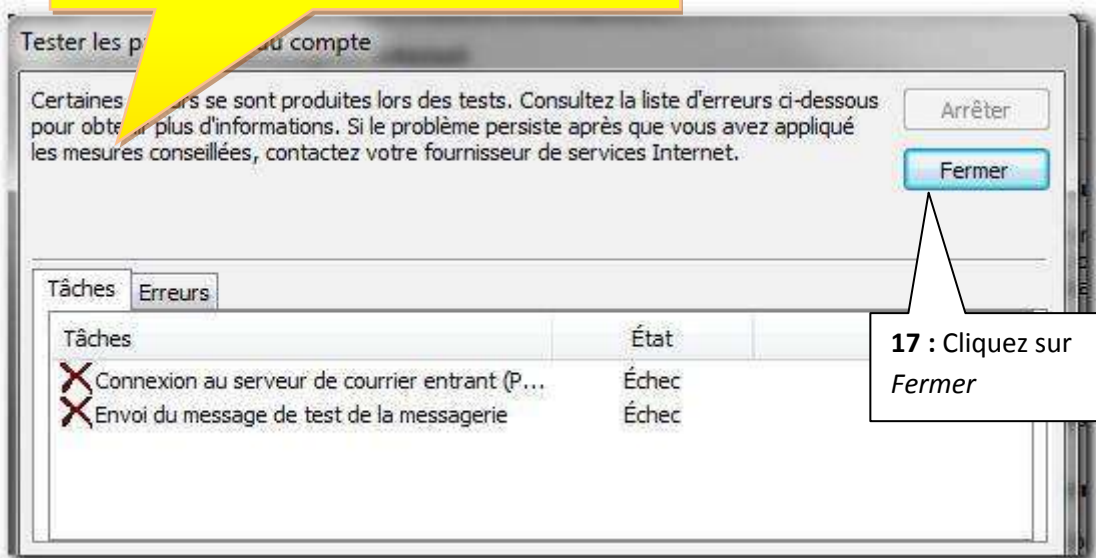 Tester les p u compte
Certaines rs se sont produites lors des tests. Consultez la liste d'erreurs ci-dessous
pour obte ir plus d'informations. Si le problème persiste après que vous avez appliqué
les mesures conseillées, contactez votre fournisseur de services Internet.
Arrêter
Fermer
Tâches Erreurs
Tâches État
Connexion au serveur de courrier entrant (P... Échec
Envoi du message de test de la messagerie Échec
17 : Cliquez sur
Fermer